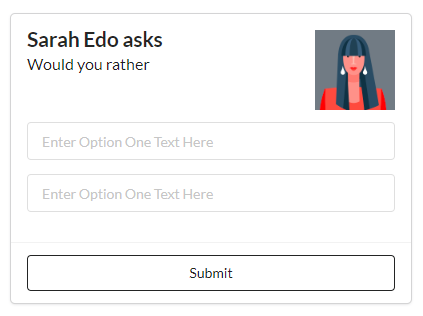 Sarah Edo asks
Would you rather
Enter Option One Text Here
Enter Option One Text Here
Submit